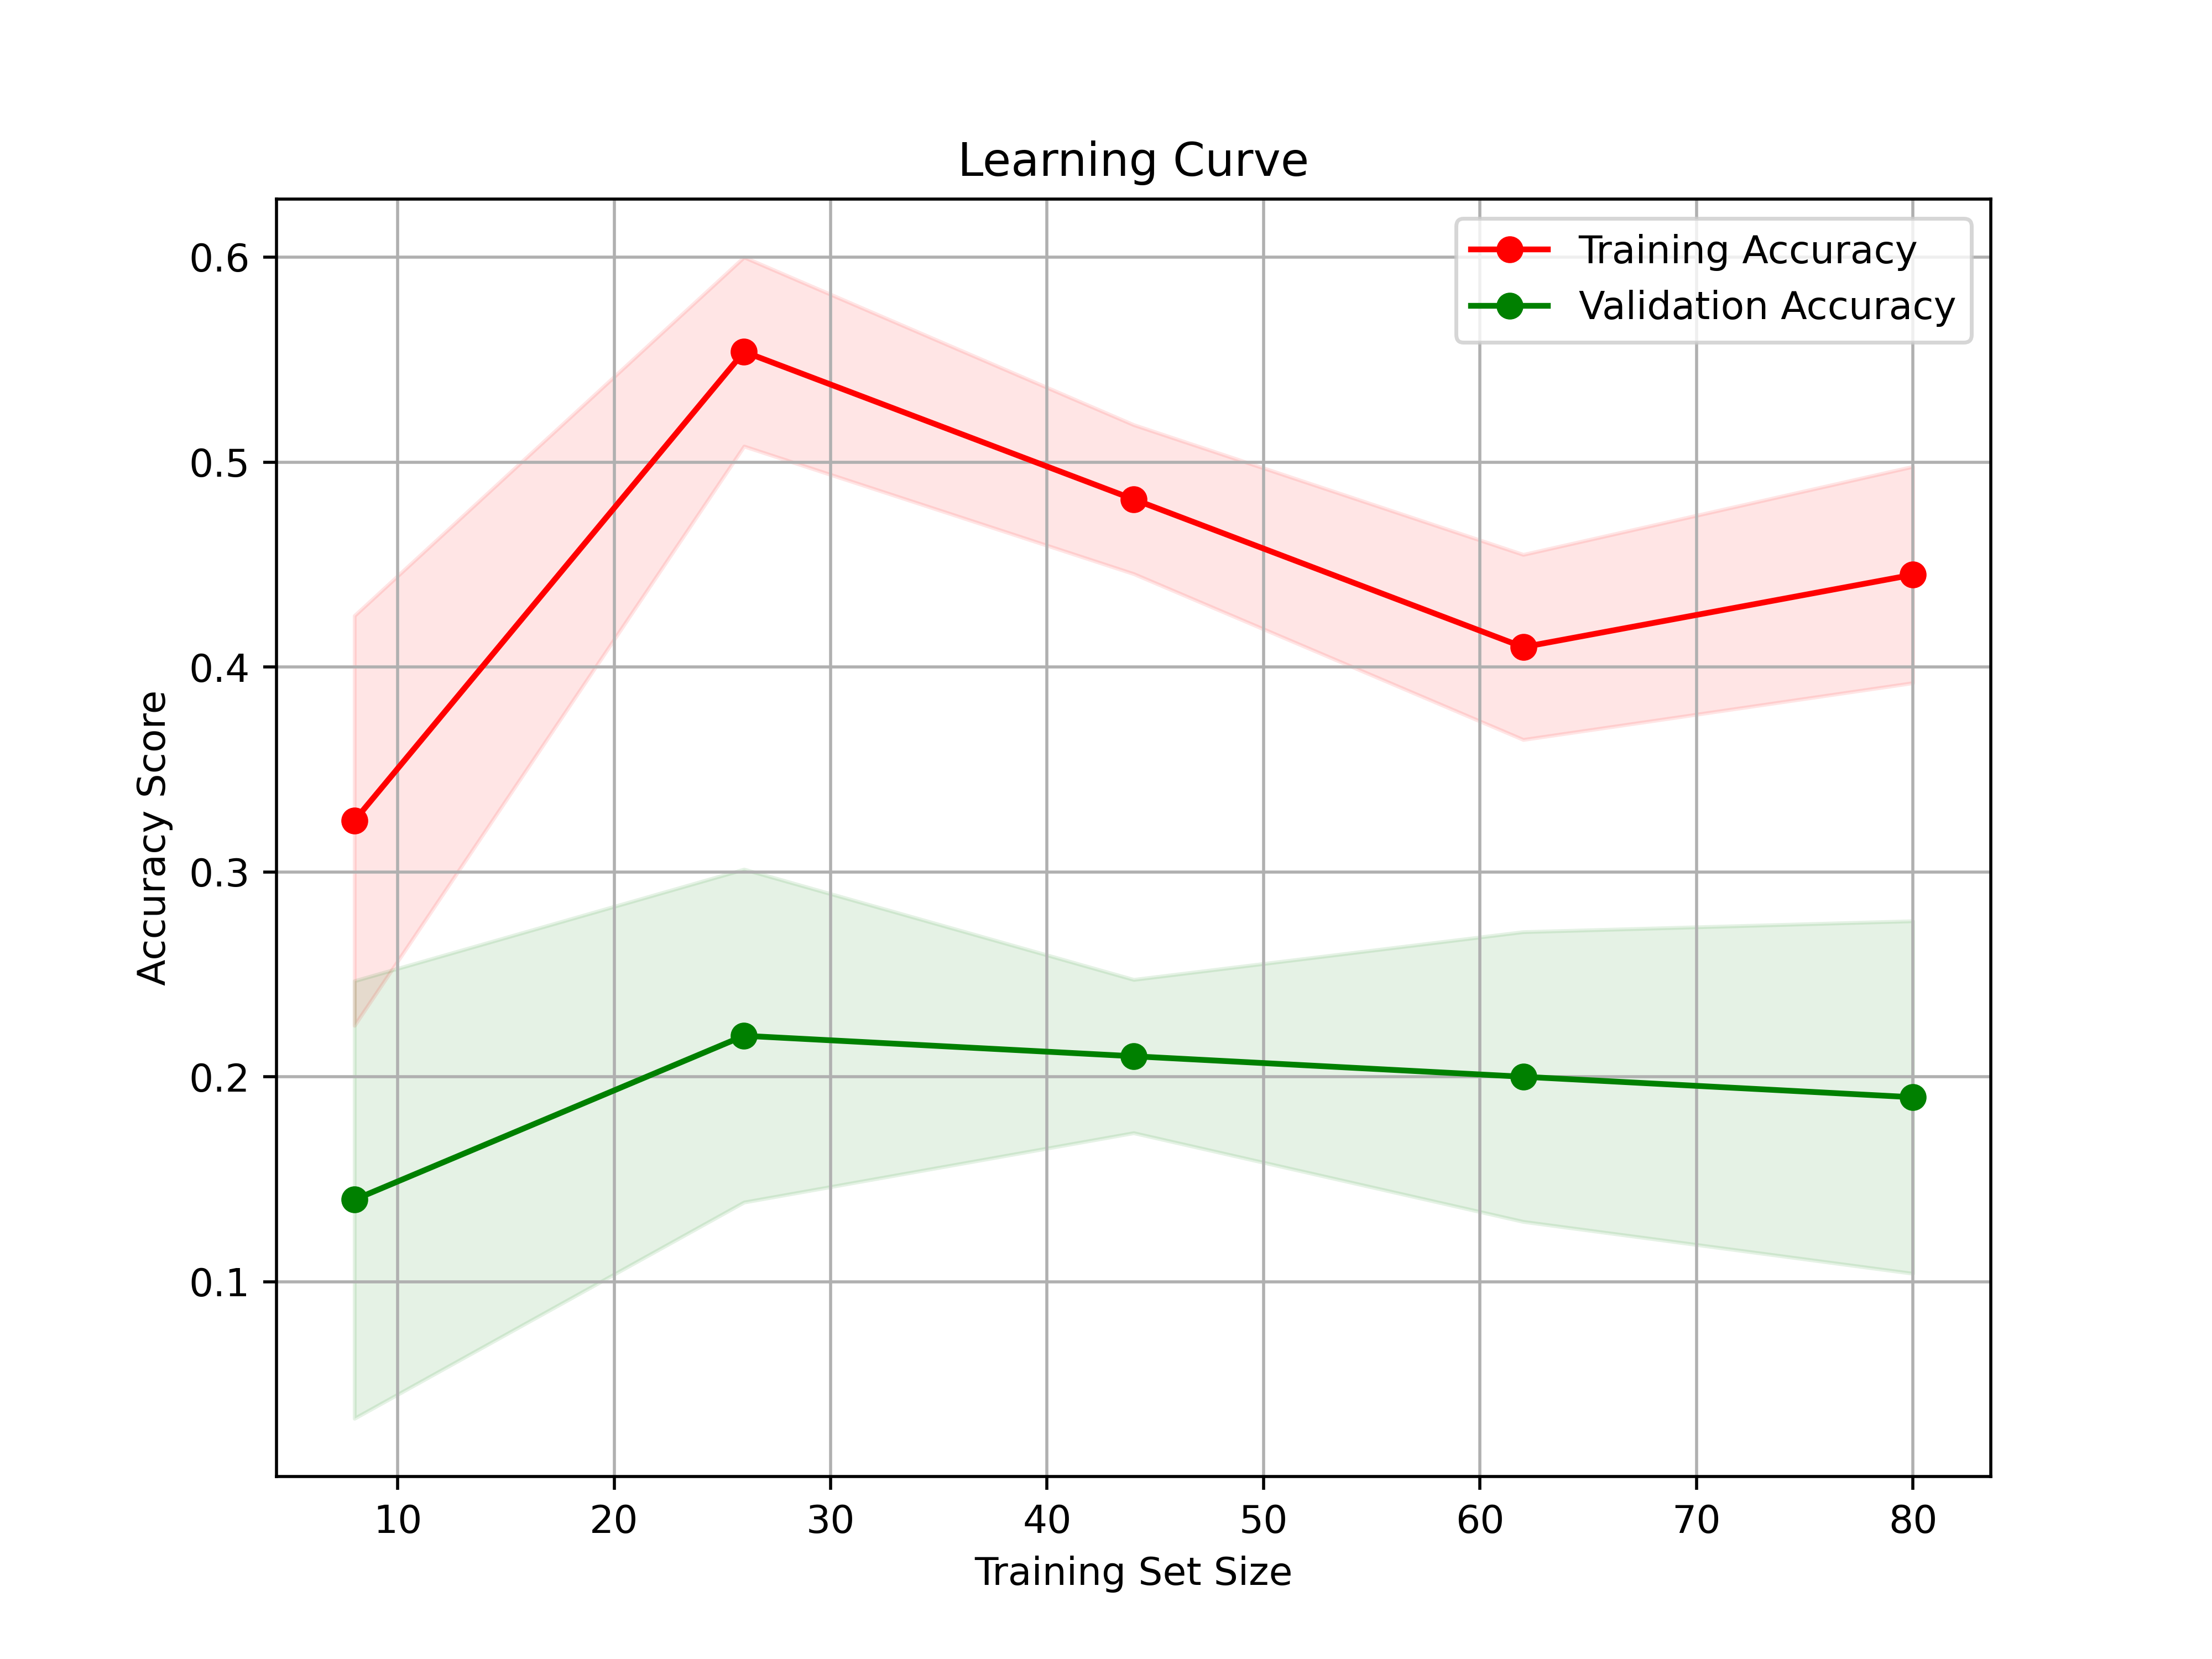 Learning Curve
Training Accuracy
Validation Accuracy
0.6
0.5
0.4
0.3
0.2
0.1
Accuracy Score
10 20 30 40 50 60 70 80
Training Set Size